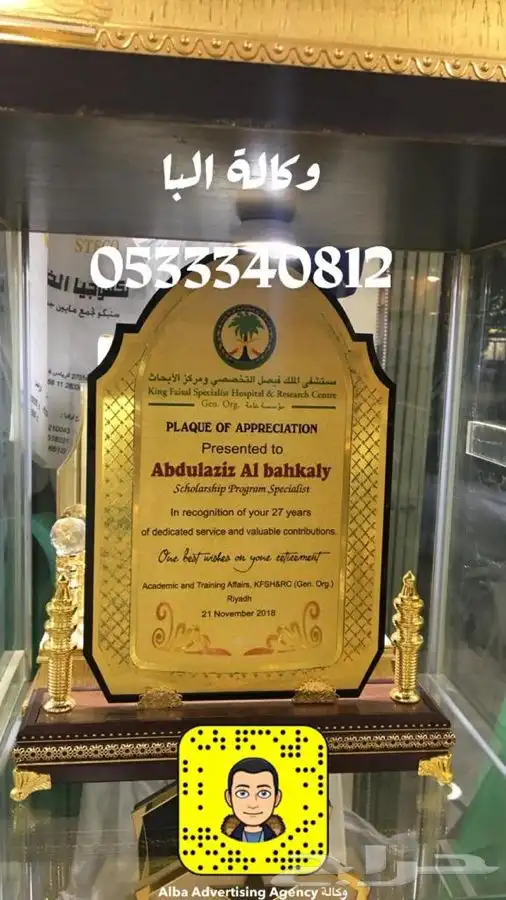 وكالة البا
0533340812
STECO
مستشفى الملك فيصل التخصصي ومركز الأبحاث
King Faisal Specialist Hospital & Research Centre
Gen. Org. مؤسسة عامة
PLAQUE OF APPRECIATION
Presented to
Abdulaziz Al bahkaly
Scholarship Program Specialist
In recognition of your 27 years
of dedicated service and valuable contributions.
Our best wishes on your retirement
Academic and Training Affairs, KFSH&RC (Gen. Org.)
Riyadh
21 November 2018
حراج
Alba Advertising Agency وكالة